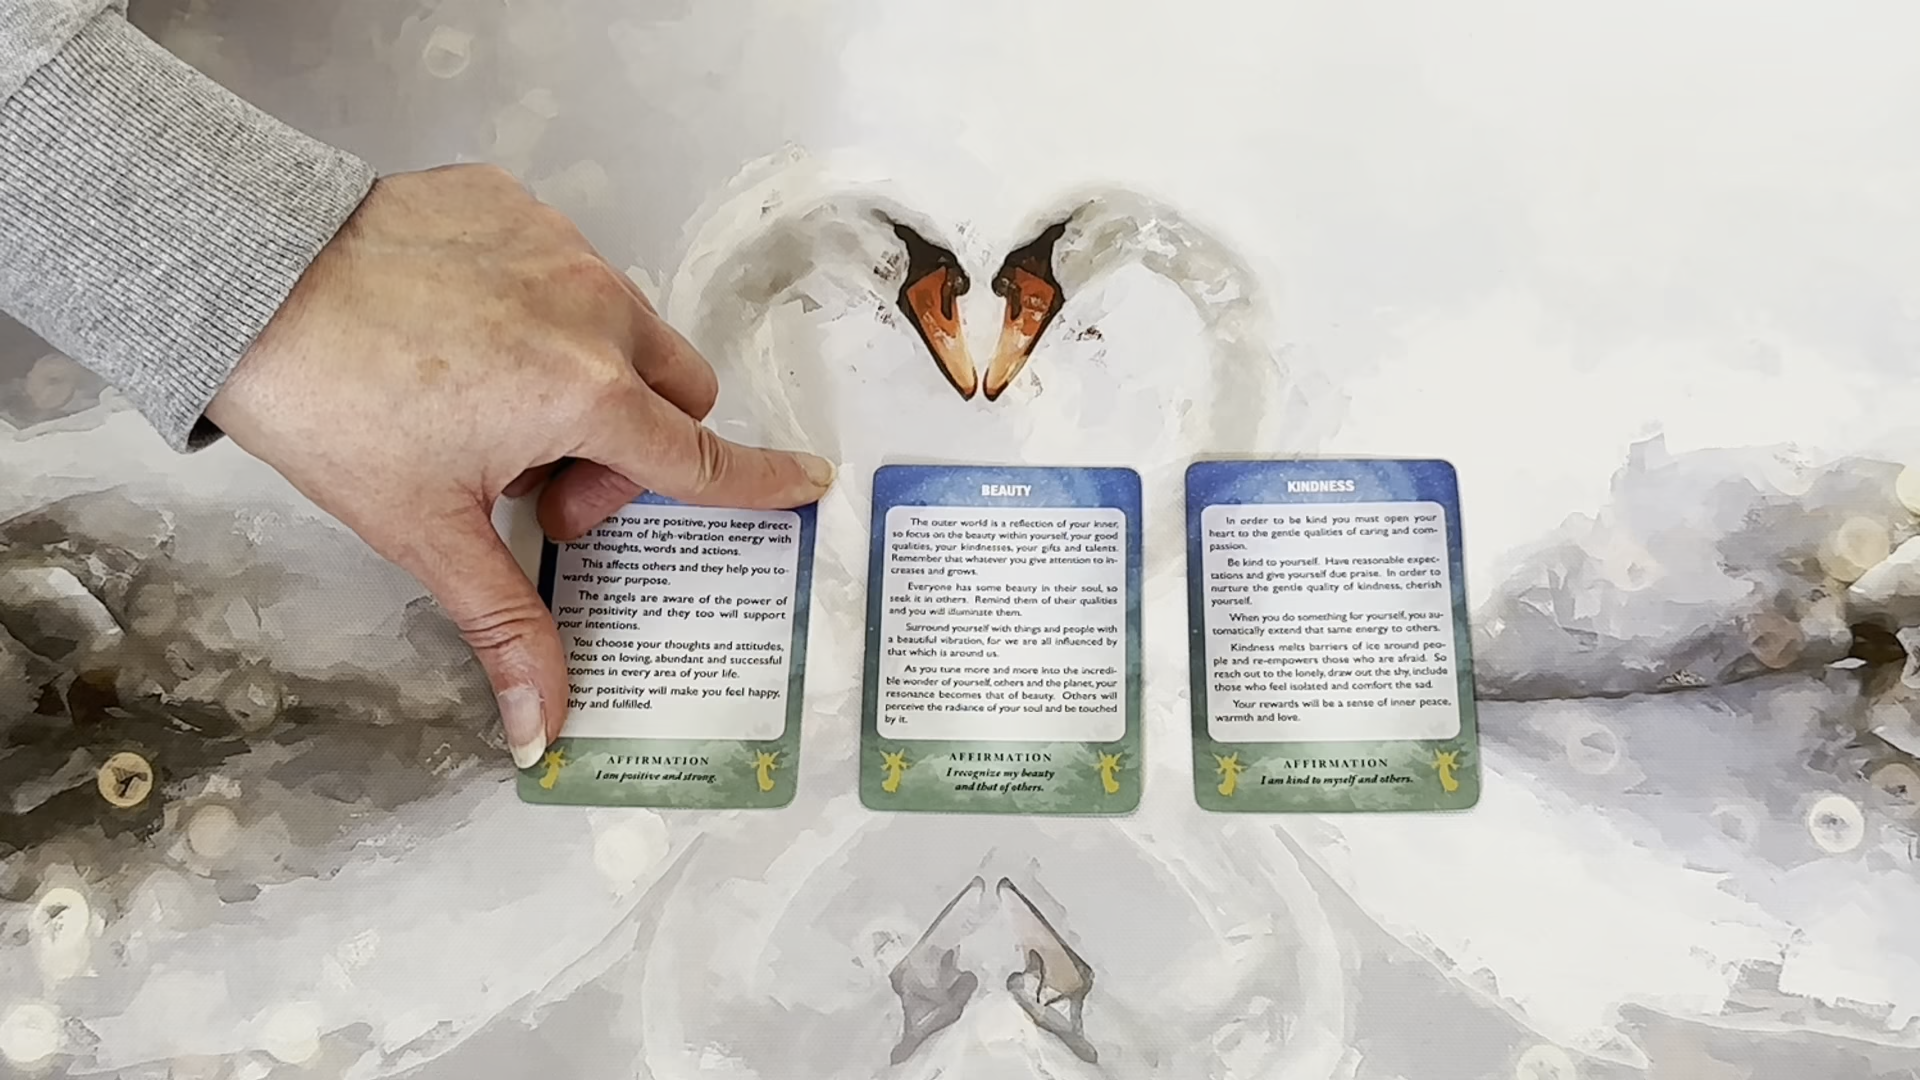 en you are positive, you keep direct-
a stream of high-vibration energy with
your thoughts, words and actions.
This affects others and they help you to-
wards your purpose.
The angels are aware of the power of
your positivity and they too will support
your intentions.
You choose your thoughts and attitudes,
focus on loving, abundant and successful
tcomes in every area of your life.
Your positivity will make you feel happy,
lthy and fulfilled.
AFFIRMATION
I am positive and strong.
BEAUTY
The outer world is a reflection of your inner,
so focus on the beauty within yourself, your good
qualities, your kindnesses, your gifts and talents.
Remember that whatever you give attention to in-
creases and grows.
Everyone has some beauty in their soul, so
seek it in others. Remind them of their qualities
and you will illuminate them.
Surround yourself with things and people with
a beautiful vibration, for we are all influenced by
that which is around us.
As you tune more and more into the incredi-
ble wonder of yourself, others and the planet, your
resonance becomes that of beauty. Others will
perceive the radiance of your soul and be touched
by it.
AFFIRMATION
I recognize my beauty
and that of others.
KINDNESS
In order to be kind you must open your
heart to the gentle qualities of caring and com-
passion.
Be kind to yourself. Have reasonable expec-
tations and give yourself due praise. In order to
nurture the gentle quality of kindness, cherish
yourself.
When you do something for yourself, you au-
tomatically extend that same energy to others.
Kindness melts barriers of ice around peo-
ple and re-empowers those who are afraid. So
reach out to the lonely, draw out the shy, include
those who feel isolated and comfort the sad.
Your rewards will be a sense of inner peace,
warmth and love.
AFFIRMATION
I am kind to myself and others.